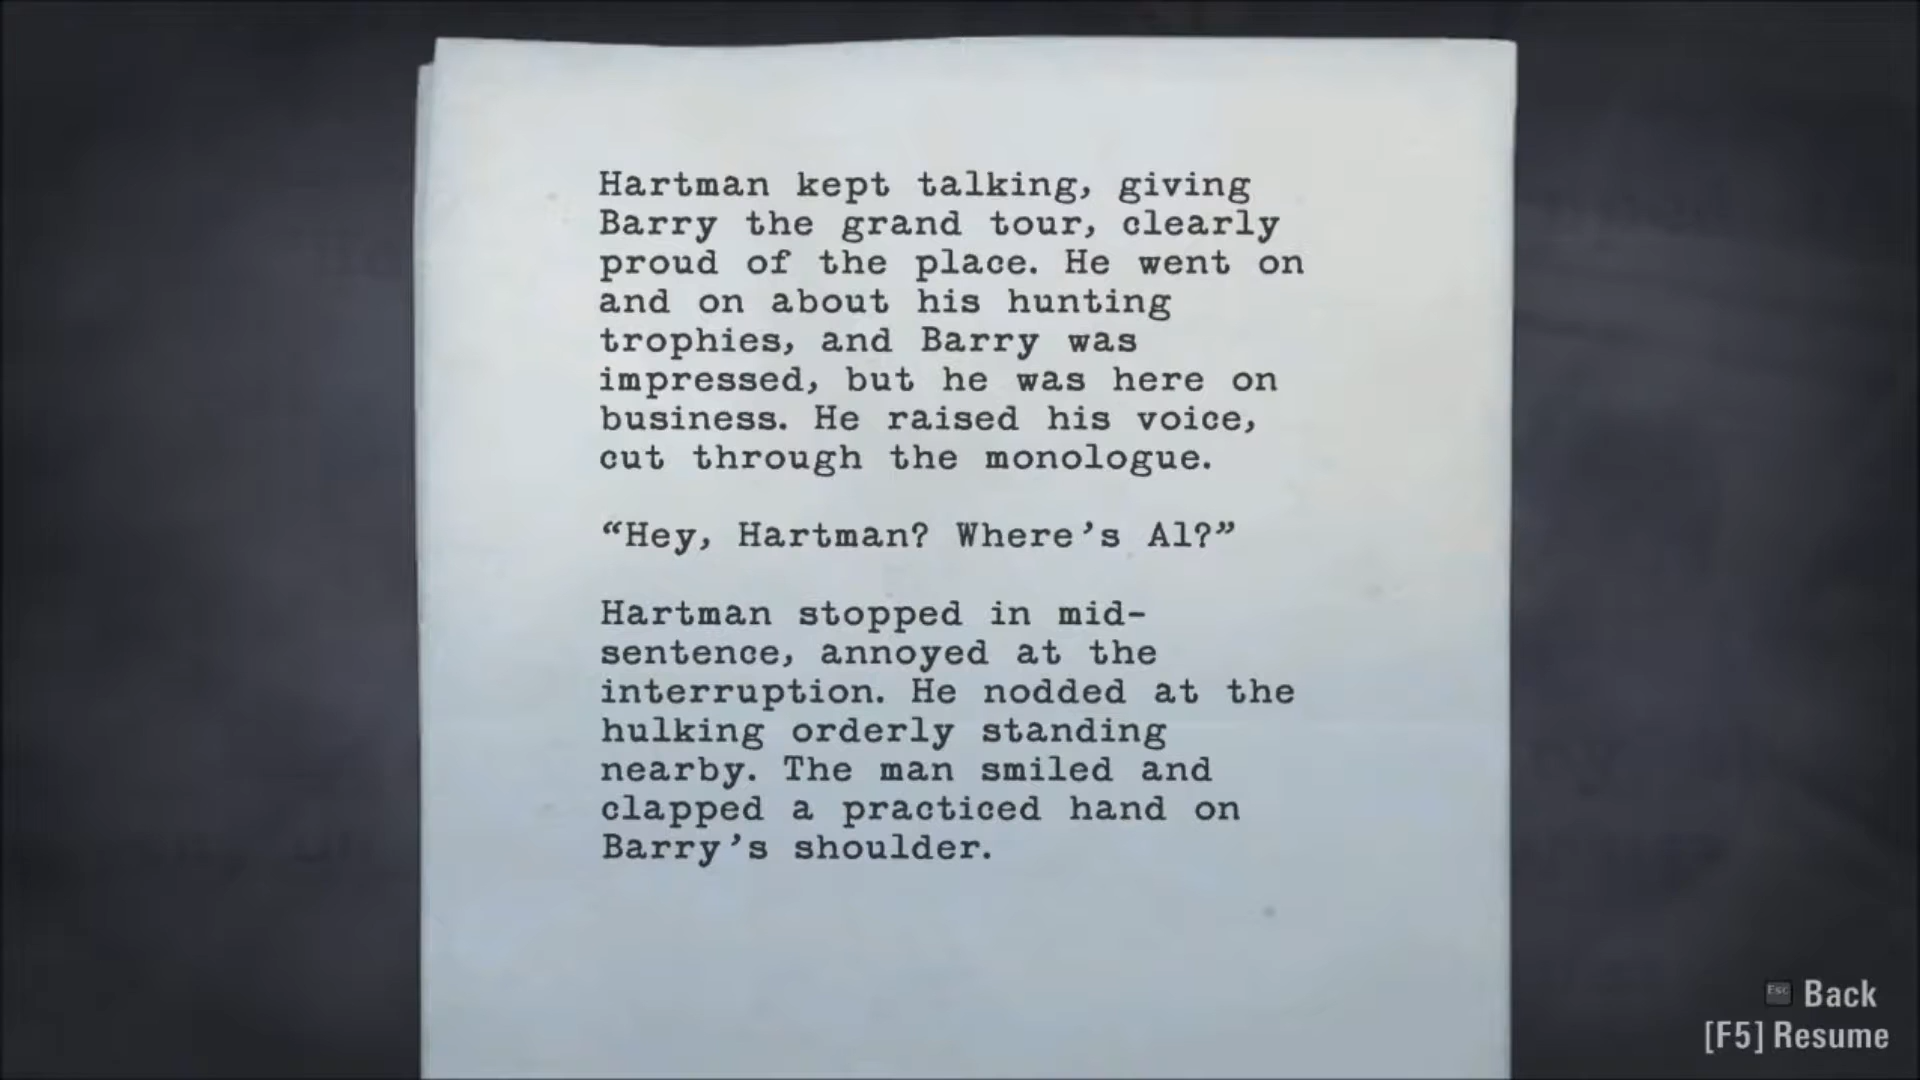 Hartman kept talking, giving
Barry the grand tour, clearly
proud of the place. He went on
and on about his hunting
trophies, and Barry was
impressed, but he was here on
business. He raised his voice,
cut through the monologue.
“Hey, Hartman? Where’s Al?”
Hartman stopped in mid-
sentence, annoyed at the
interruption. He nodded at the
hulking orderly standing
nearby. The man smiled and
clapped a practiced hand on
Barry’s shoulder.
Esc Back
[F5] Resume